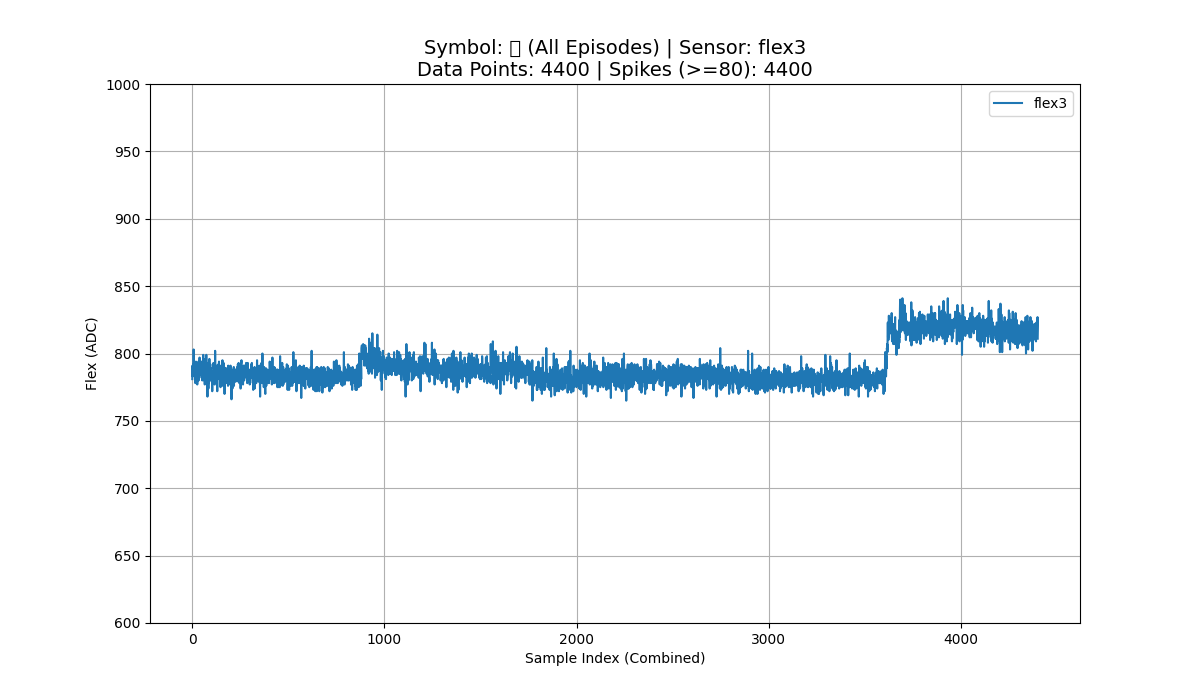 Symbol: (All Episodes) | Sensor: flex3
Data Points: 4400 | Spikes (>=80): 4400
flex3
1000
950
900
850
800
750
700
650
600
Flex (ADC)
0 1000 2000 3000 4000
Sample Index (Combined)